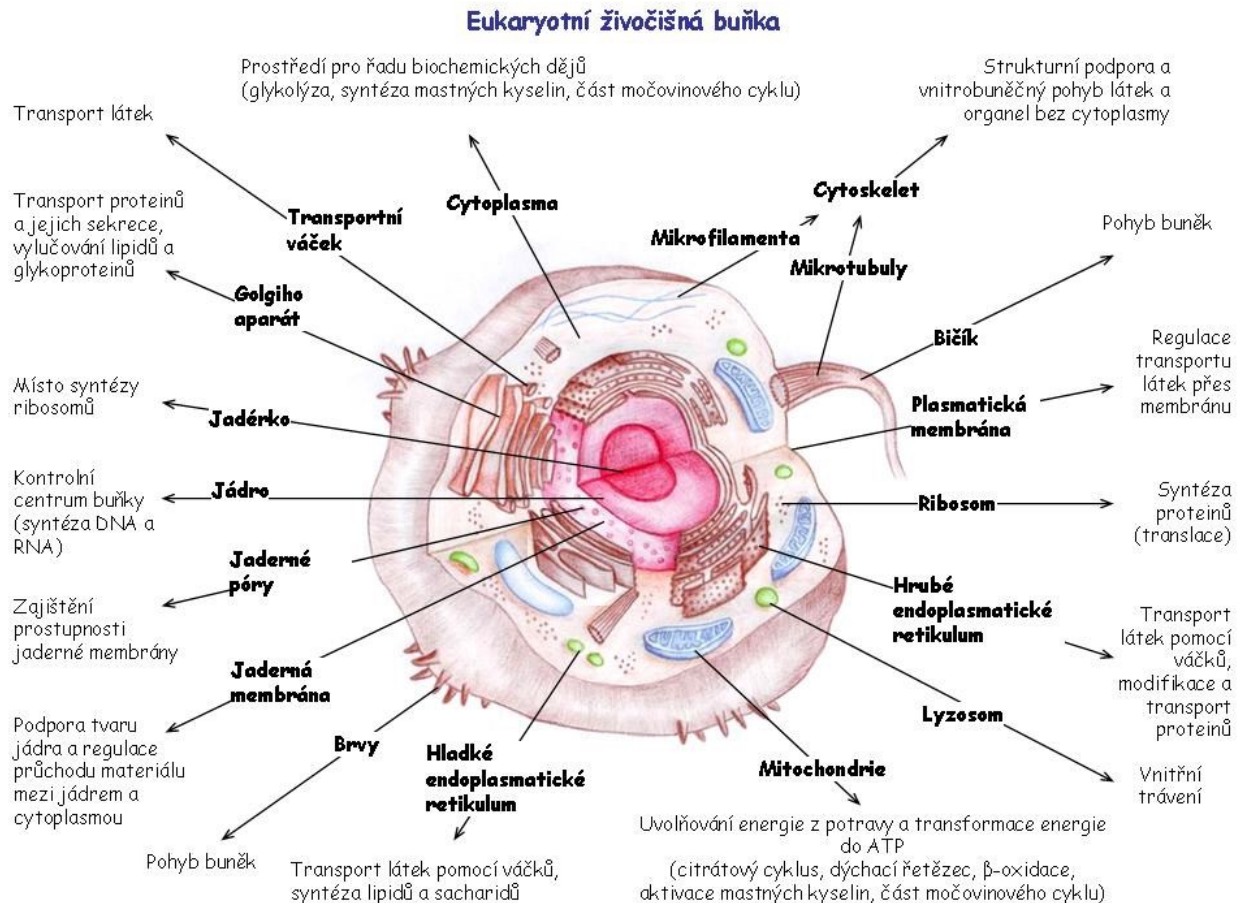 Eukaryotní živočišná buňka
Prostředí pro řadu biochemických dějů
(glykolýza, syntéza mastných kyselin, část močovinového cyklu)
Strukturní podpora a
vnitrobuněčný pohyb látek a
organel bez cytoplasmy
Transport látek
Transport proteinů
a jejich sekrece,
vylučování lipidů a
glykoproteinů
Transportní
váček
Cytoplasma
Cytoskelet
Mikrofilamenta
Mikrotubuly
Pohyb buněk
Golgiho
aparát
Bičík
Regulace
transportu
látek přes
membránu
Místo syntézy
ribosomů
Jadérko
Plasmatická
membrána
Kontrolní
centrum buňky
(syntéza DNA a
RNA)
Jádro
Ribosom
Syntéza
proteinů
(translace)
Jaderné
póry
Hrubé
endoplasmatické
retikulum
Zajištění
prostupnosti
jaderné membrány
Transport
látek pomocí
váčků,
modifikace a
transport
proteinů
Jaderná
membrána
Lyzosom
Podpora tvaru
jádra a regulace
průchodu materiálu
mezi jádrem a
cytoplasmou
Brvy
Hladké
endoplasmatické
retikulum
Mitochondrie
Vnitřní
trávení
Pohyb buněk
Transport látek pomocí váčků,
syntéza lipidů a sacharidů
Uvolňování energie z potravy a transformace energie
do ATP
(citrátový cyklus, dýchací řetězec, β-oxidace,
aktivace mastných kyselin, část močovinového cyklu)